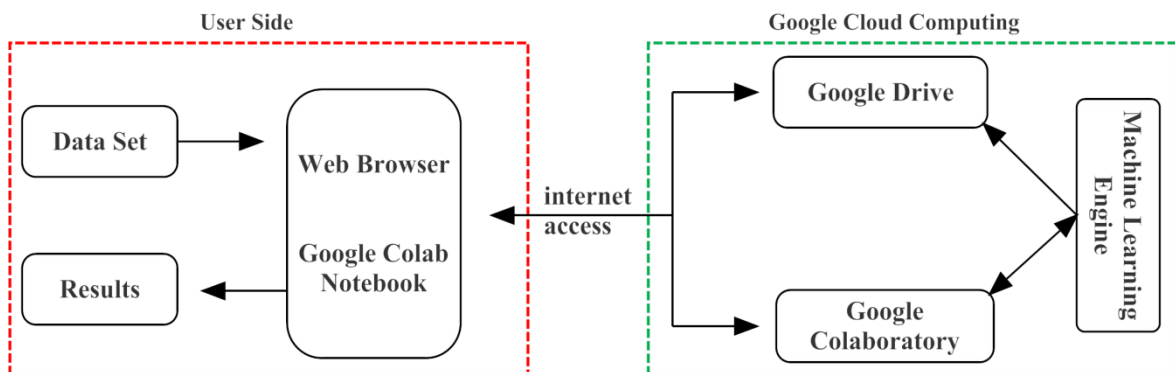 User Side
Google Cloud Computing
Data Set
Results
Web Browser
Google Colab
Notebook
internet
access
Google Drive
Google
Colaboratory
Machine Learning
Engine